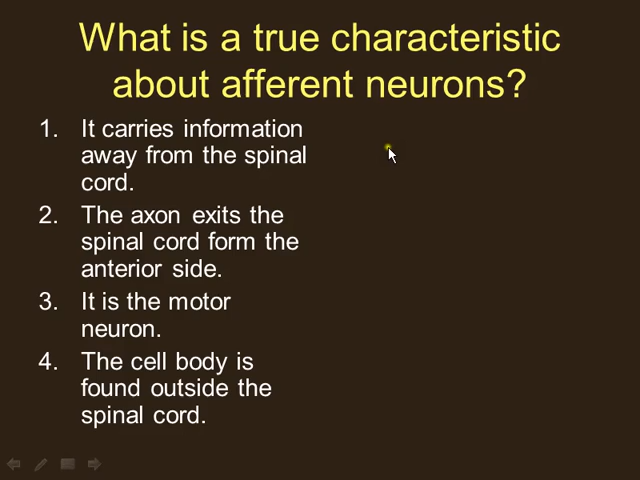 What is a true characteristic
about afferent neurons?
1. It carries information
away from the spinal
cord.
2. The axon exits the
spinal cord form the
anterior side.
3. It is the motor
neuron.
4. The cell body is
found outside the
spinal cord.